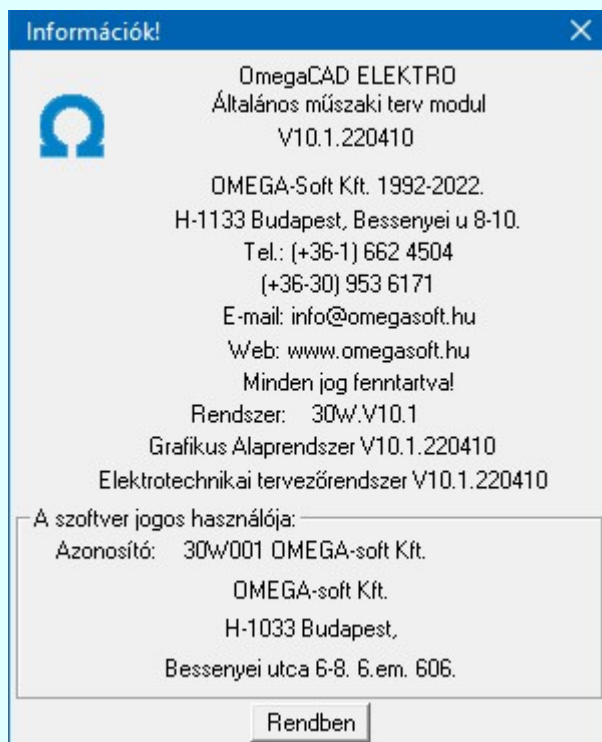 Információk!
OmegaCAD ELEKTRO
Általános műszaki terv modul
V10.1.220410
OMEGA-Soft Kft. 1992-2022.
H-1133 Budapest, Bessenyei u 8-10.
Tel.: (+36-1) 662 4504
(+36-30) 953 6171
E-mail: info@omegasoft.hu
Web: www.omegasoft.hu
Minden jog fenntartva!
Rendszer: 30W.V10.1
Grafikus Alaprendszer V10.1.220410
Elektrotechnikai tervezőrendszer V10.1.220410
A szoftver jogos használója:
Azonosító: 30W001 OMEGA-soft Kft.
OMEGA-soft Kft.
H-1033 Budapest,
Bessenyei utca 6-8. 6.em. 606.
Rendben